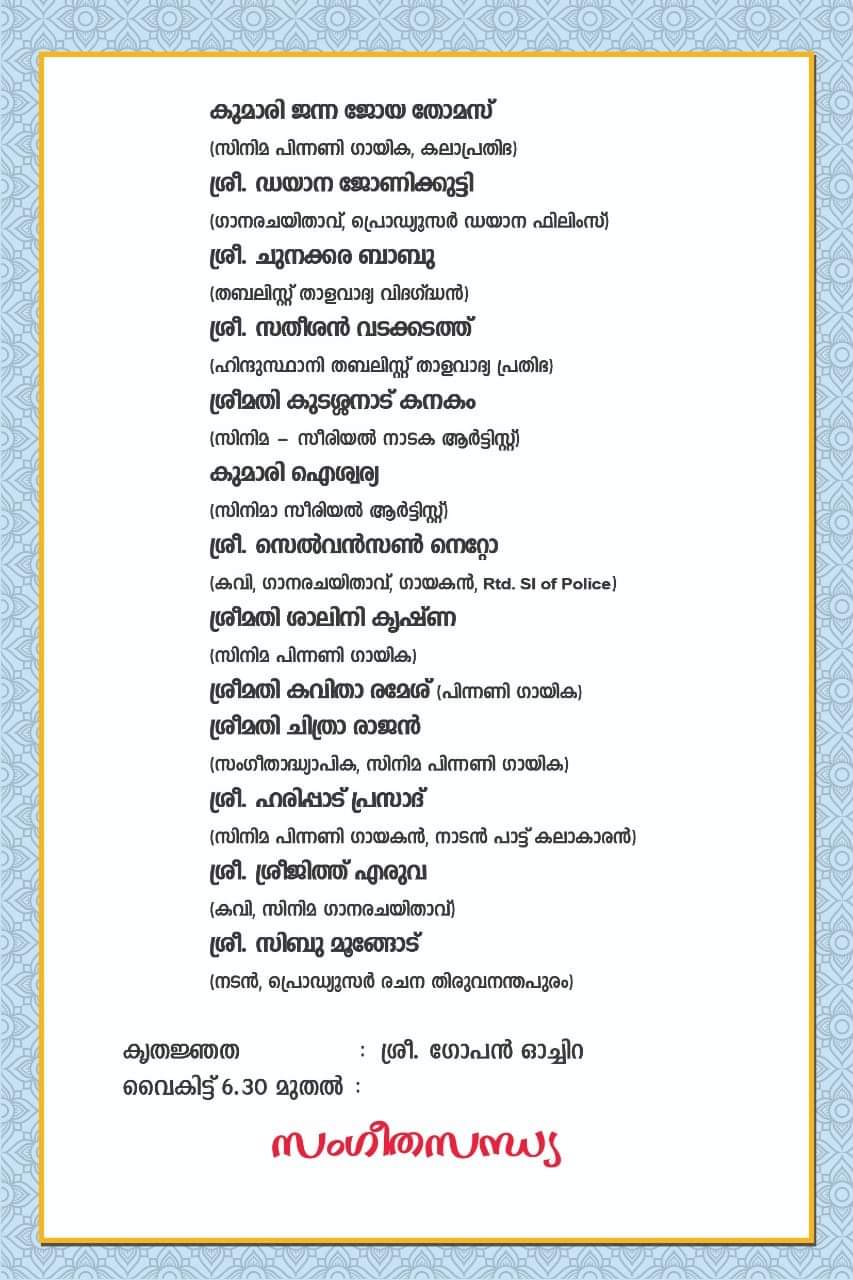 കുമാരി ജന്ന ജോയ തോമസ്
(സിനിമ പിന്നണി ഗായിക, കലാപ്രതിഭ)
ശ്രീ. ഡയാന ജോണിക്കുട്ടി
(ഗാനരചയിതാവ്, പ്രൊഡ്യൂസർ ഡയാന ഫിലിംസ്)
ശ്രീ. ചുനക്കര ബാബു
(തബലിസ്റ്റ് താളവാദ്യ വിദഗ്ദ്ധൻ)
ശ്രീ. സതീശൻ വടക്കടത്ത്
(ഹിന്ദുസ്ഥാനി തബലിസ്റ്റ് താളവാദ്യ പ്രതിഭ)
ശ്രീമതി കുടശ്ശനാട് കനകം
(സിനിമ – സീരിയൽ നാടക ആർട്ടിസ്റ്റ്)
കുമാരി ഐശ്വര്യ
(സിനിമാ സീരിയൽ ആർട്ടിസ്റ്റ്)
ശ്രീ. സെൽവൻസൺ നെറ്റോ
(കവി, ഗാനരചയിതാവ്, ഗായകൻ, Rtd. SI of Police)
ശ്രീമതി ശാലിനി കൃഷ്ണ
(സിനിമ പിന്നണി ഗായിക)
ശ്രീമതി കവിതാ രമേശ് (പിന്നണി ഗായിക)
ശ്രീമതി ചിത്രാ രാജൻ
(സംഗീതാദ്ധ്യാപിക, സിനിമ പിന്നണി ഗായിക)
ശ്രീ. ഹരിപ്പാട് പ്രസാദ്
(സിനിമ പിന്നണി ഗായകൻ, നാടൻ പാട്ട് കലാകാരൻ)
ശ്രീ. ശ്രീജിത്ത് എരുവ
(കവി, സിനിമ ഗാനരചയിതാവ്)
ശ്രീ. സിബു മൂങ്ങോട്
(നടൻ, പ്രൊഡ്യൂസർ രചന തിരുവനന്തപുരം)
കൃതജ്ഞത : ശ്രീ. ഗോപൻ ഓച്ചിറ
വൈകിട്ട് 6.30 മുതൽ :
സംഗീതസന്ധ്യ